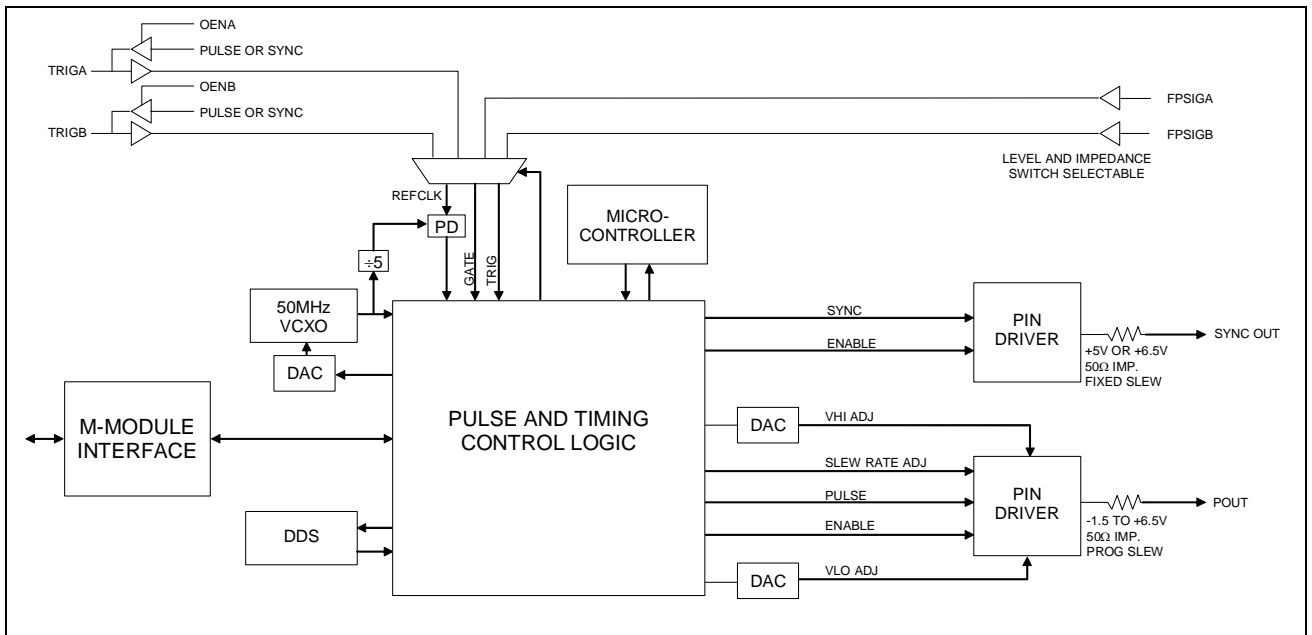 OENA
PULSE OR SYNC
TRIGA
OENB
PULSE OR SYNC
TRIGB
FPSIGA
FPSIGB
LEVEL AND IMPEDANCE
SWITCH SELECTABLE
REFCLK
PD
÷5
GATE
TRIG
MICRO-
CONTROLLER
50MHz
VCXO
DAC
M-MODULE
INTERFACE
DDS
PULSE AND TIMING
CONTROL LOGIC
SYNC
ENABLE
PIN
DRIVER
+5V OR +6.5V
50Ω IMP.
FIXED SLEW
SYNC OUT
DAC
VHI ADJ
SLEW RATE ADJ
PULSE
ENABLE
DAC
VLO ADJ
PIN
DRIVER
-1.5 TO +6.5V
50Ω IMP.
PROG SLEW
POUT